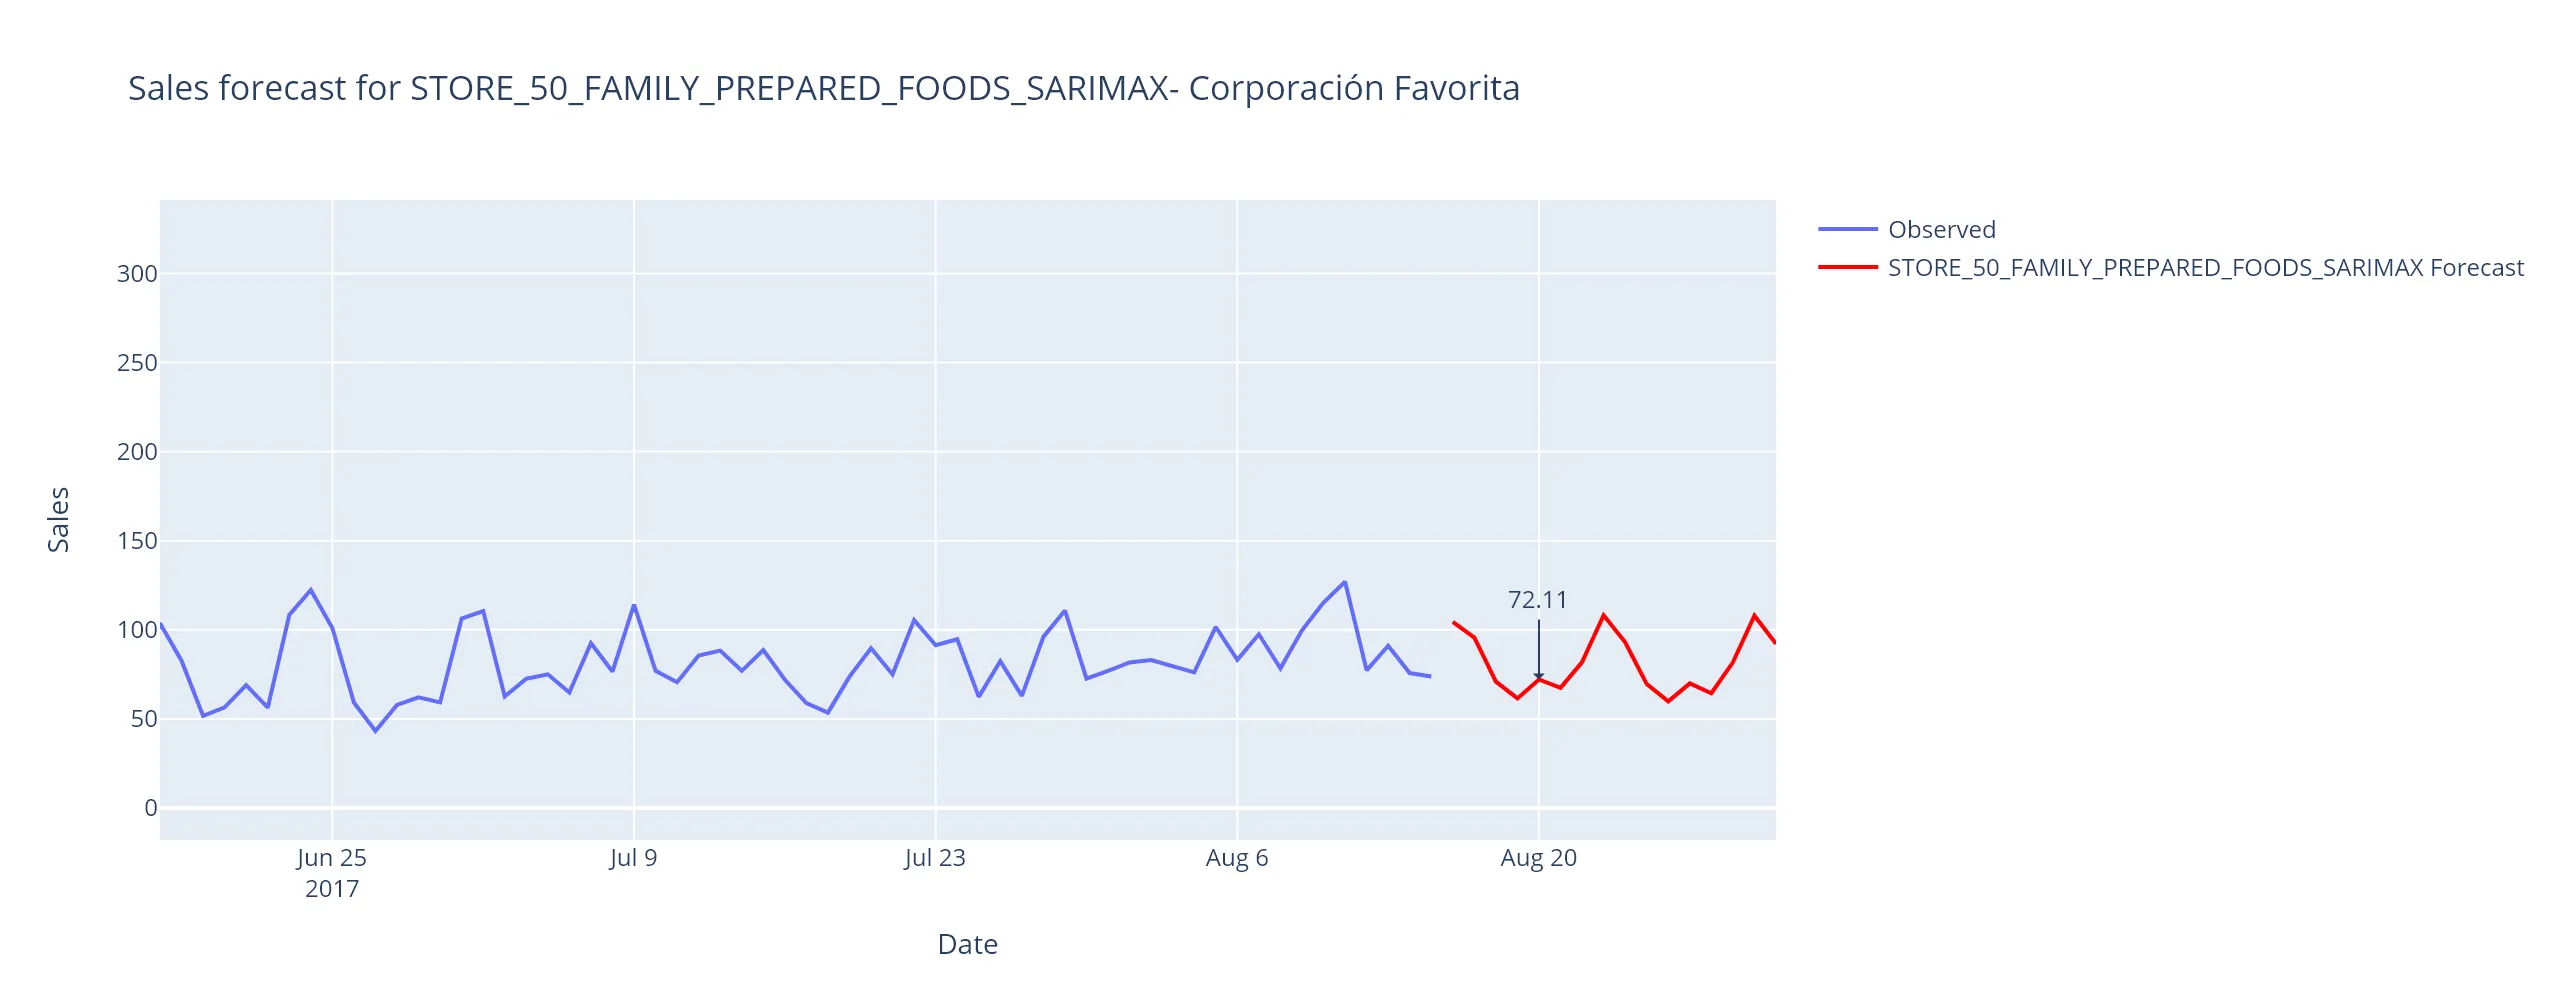 Sales forecast for STORE_50_FAMILY_PREPARED_FOODS_SARIMAX- Corporación Favorita
Observed
STORE_50_FAMILY_PREPARED_FOODS_SARIMAX Forecast
300
250
200
150
100
50
0
Sales
72.11
Jun 25
2017
Jul 9
Jul 23
Aug 6
Aug 20
Date